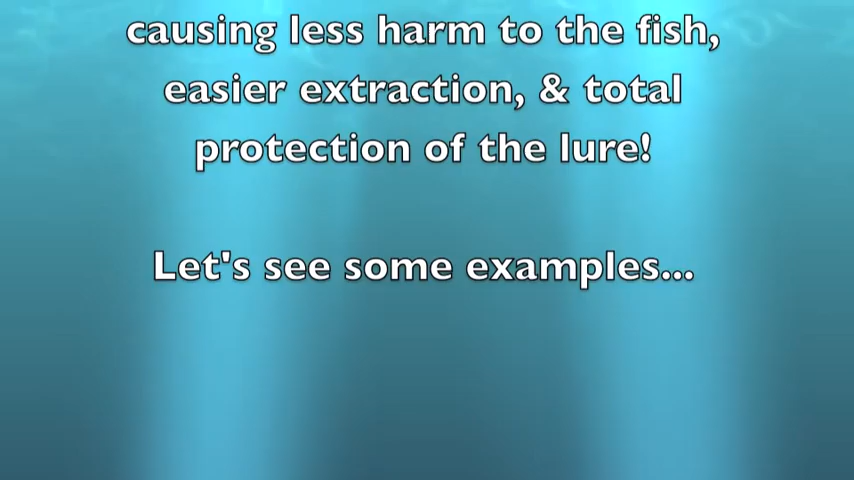 causing less harm to the fish,
easier extraction, & total
protection of the lure!
Let's see some examples...